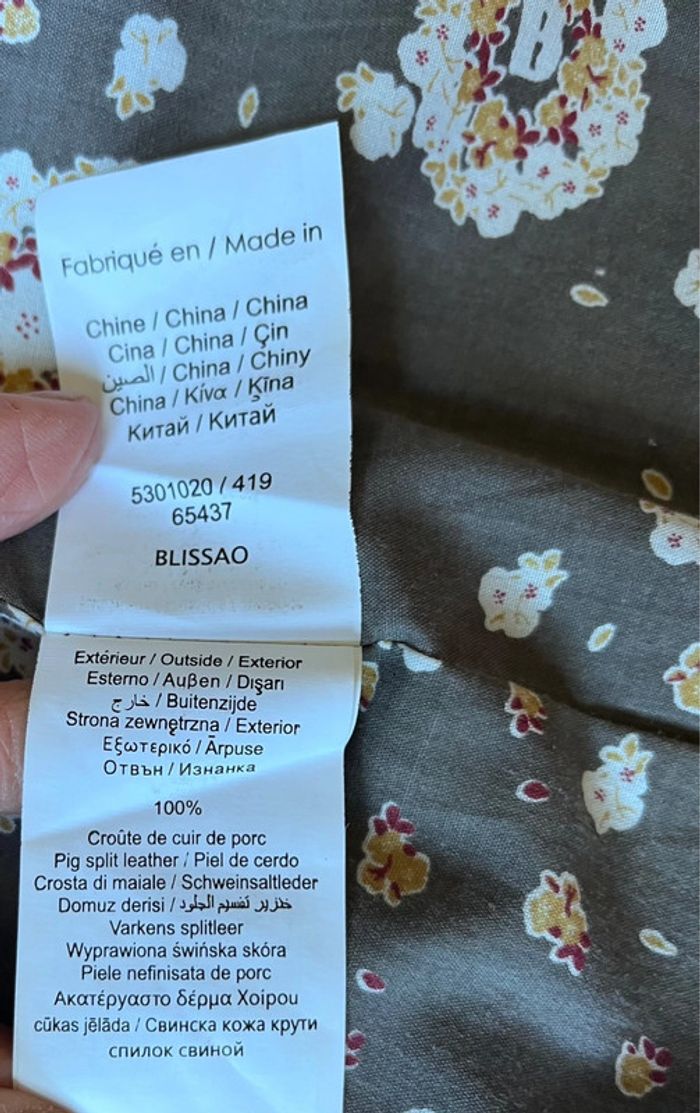 B
Fabriqué en / Made in
Chine / China / China
Cina / China / Çin
الصين / China / Chiny
China / Κίνα / Ķīna
Китай / Китай
5301020 / 419
65437
BLISSAO
Extérieur / Outside / Exterior
Esterno / Auβen / Dışarı
خارج / Buitenzijde
Strona zewnętrzna / Exterior
Εξωτερικό / Ārpuse
Отвън / Изнанка
100%
Croûte de cuir de porc
Pig split leather / Piel de cerdo
Crosta di maiale / Schweinsaltleder
Domuz derisi / خنزير تقسيم الجلود
Varkens splitleer
Wyprawiona świńska skóra
Piele nefinisata de porc
Ακατέργαστο δέρμα Χοίρου
cūkas jēlāda / Свинска кожа крути
спилок свиной